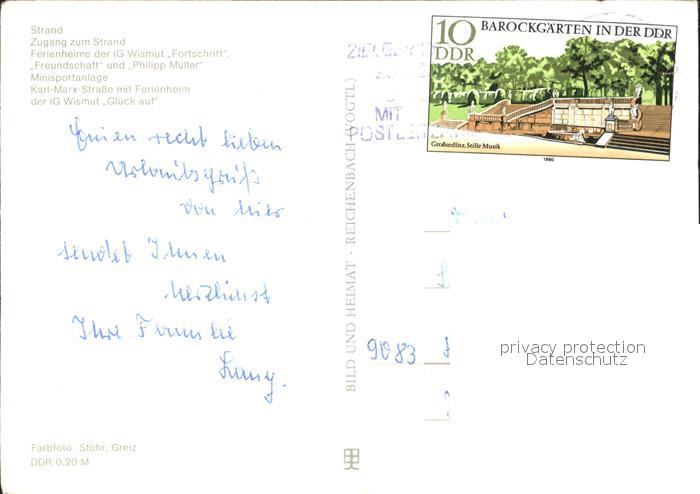 Strand
Zugang zum Strand
Ferienheime der IG Wismut „Fortschritt“,
„Freundschaft“ und „Philipp Müller“
Minisportanlage
Karl-Marx-Straße mit Ferienheim
der IG Wismut „Glück auf“
Einen recht lieben
Urlaubsgruß
von hier
sendet Ihnen
herzlichst
Ihre Familie
Lang.
Farbfoto: Stöhr, Greiz
DDR 0,20 M
BILD UND HEIMAT · REICHENBACH (VOGTL)
MIT
10
DDR
BAROCKGÄRTEN IN DER DDR
Großsedlitz, Stille Musik
1980
9083
privacy protection
Datenschutz